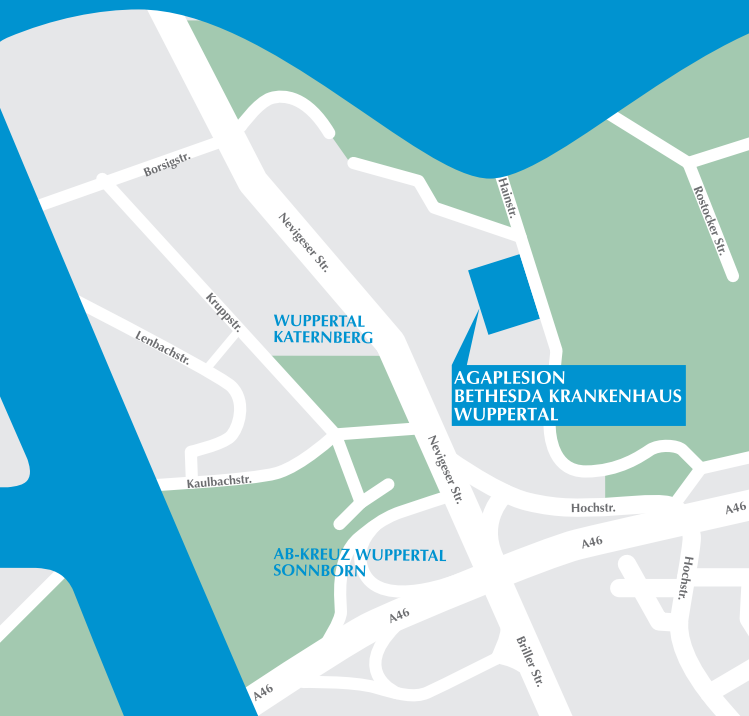 Borsigstr.
Hainstr.
Rostocker Str.
Nevigeser Str.
Kruppstr.
WUPPERTAL
KATERNBERG
Lenbachstr.
AGAPLESION
BETHESDA KRANKENHAUS
WUPPERTAL
Nevigeser Str.
Kaulbachstr.
Hochstr.
A46
A46
AB-KREUZ WUPPERTAL
SONNBORN
Hochstr.
A46
Briller Str.
A46